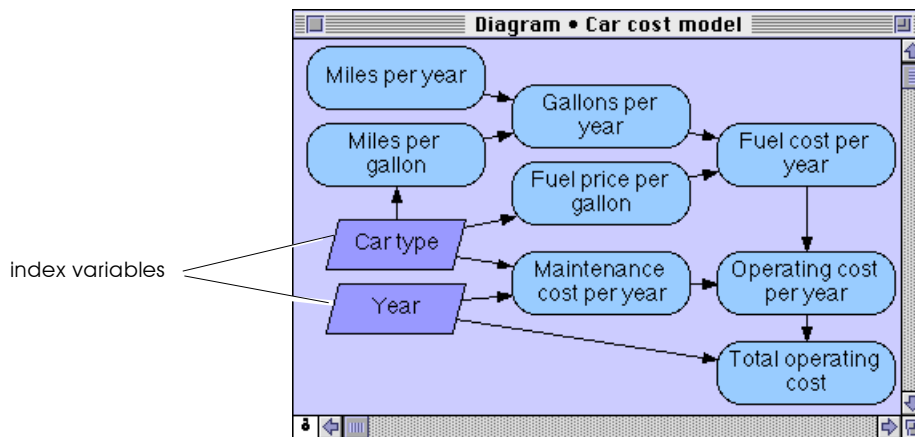 Diagram • Car cost model
Miles per year
Gallons per
year
Miles per
gallon
Fuel cost per
year
Fuel price per
gallon
Car type
index variables
Maintenance
cost per year
Operating cost
per year
Year
Total operating
cost